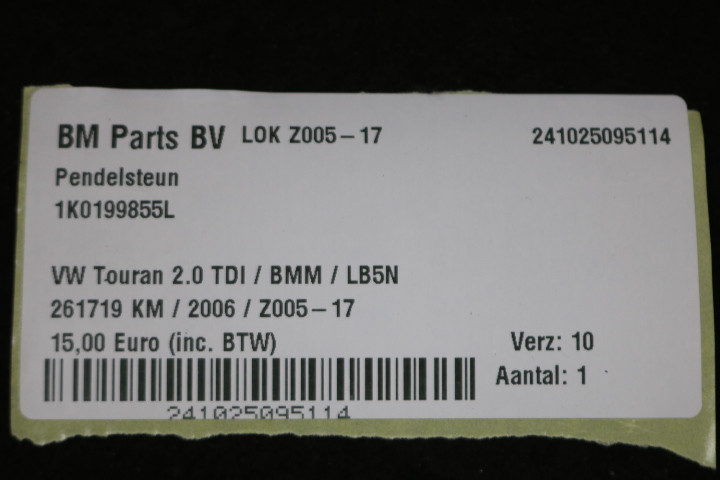 BM Parts BV LOK Z005-17 241025095114
Pendelsteun
1K0199855L
VW Touran 2.0 TDI / BMM / LB5N
261719 KM / 2006 / Z005-17
15,00 Euro (inc. BTW) Verz: 10
Aantal: 1
241025095114